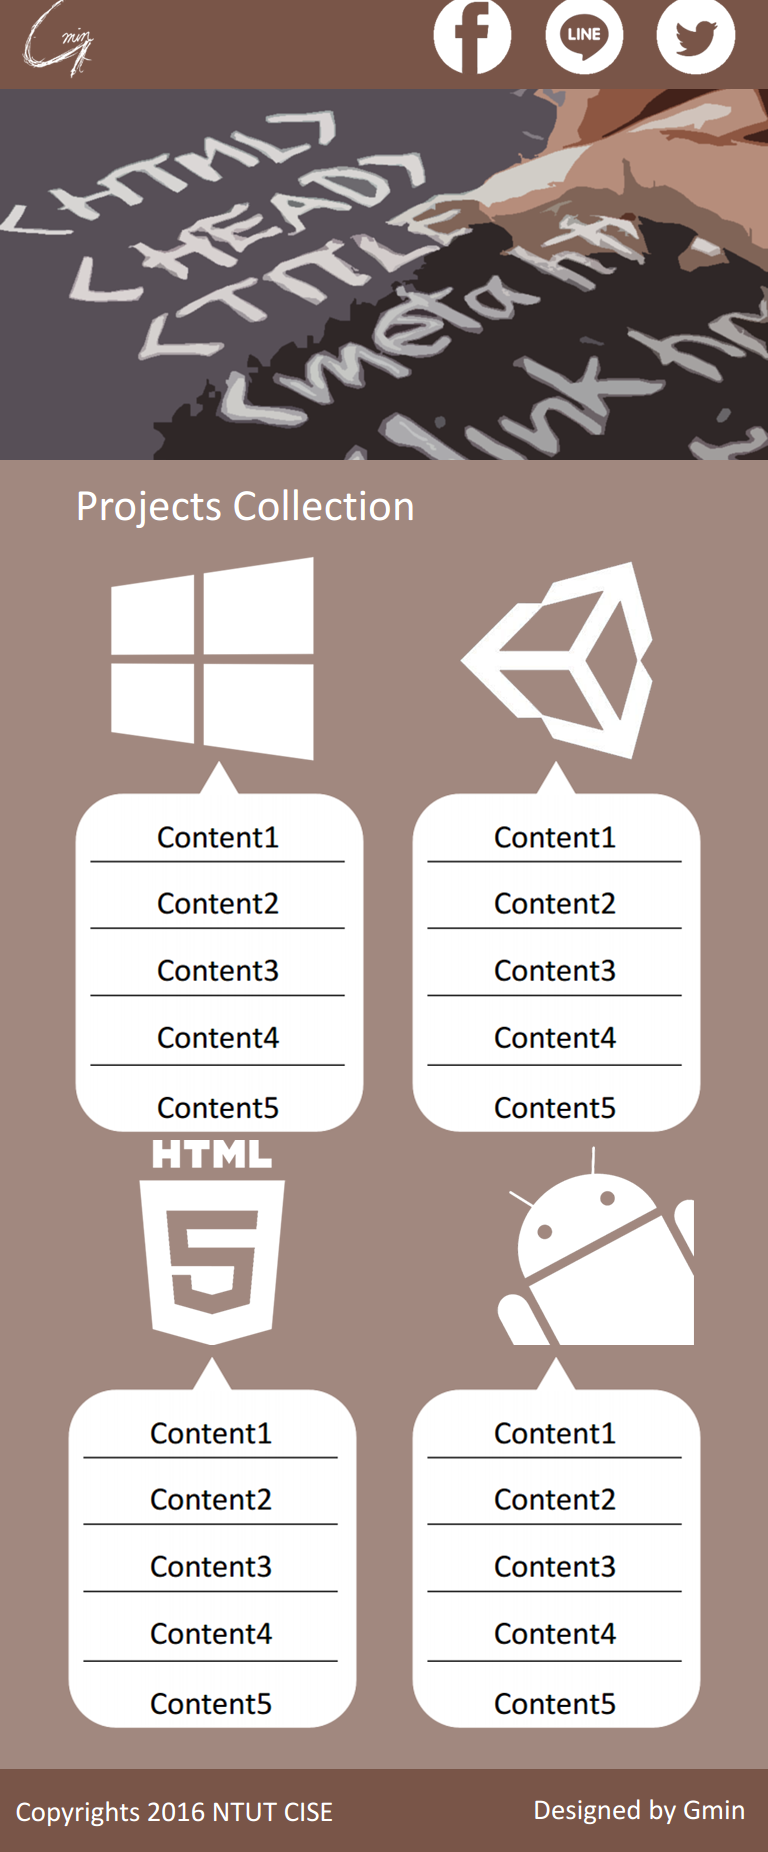 Gmin
LINE
<HTML>
<HEAD>
<TITLE
<meta ht
link
Projects Collection
Content1
Content2
Content3
Content4
Content5
Content1
Content2
Content3
Content4
Content5
HTML
5
Content1
Content2
Content3
Content4
Content5
Content1
Content2
Content3
Content4
Content5
Copyrights 2016 NTUT CISE
Designed by Gmin